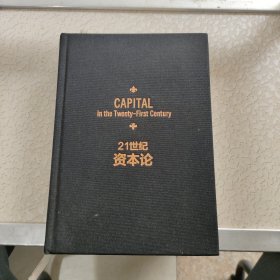 CAPITAL
in the Twenty-First Century
21世纪
资本论